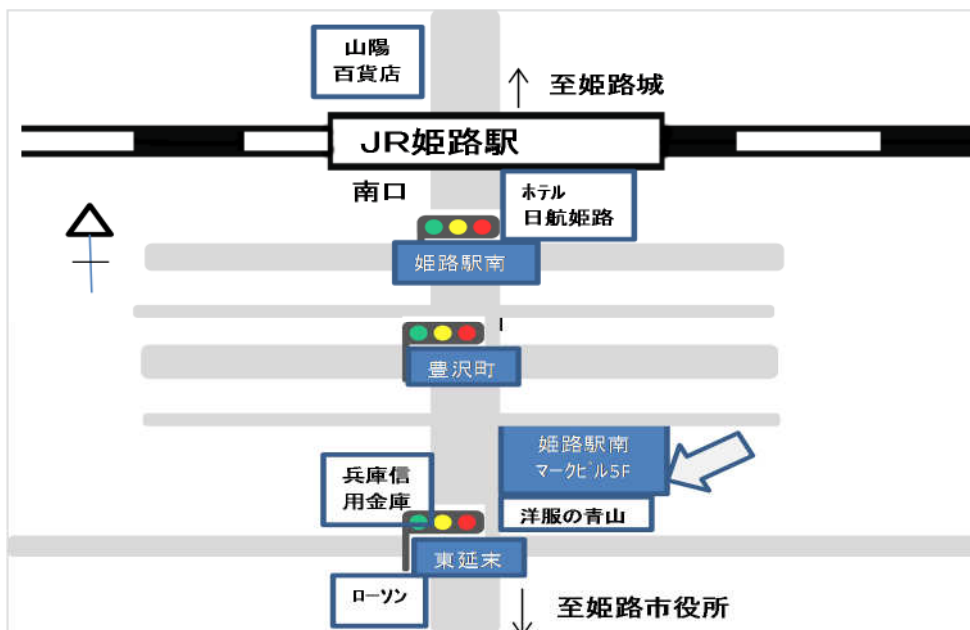 山陽
百貨店
至姫路城
JR姫路駅
南口
ﾎﾃﾙ
日航姫路
姫路駅南
豊沢町
姫路駅南
マークﾋﾞﾙ5F
兵庫信
用金庫
洋服の青山
東延末
ﾛｰｿﾝ
至姫路市役所